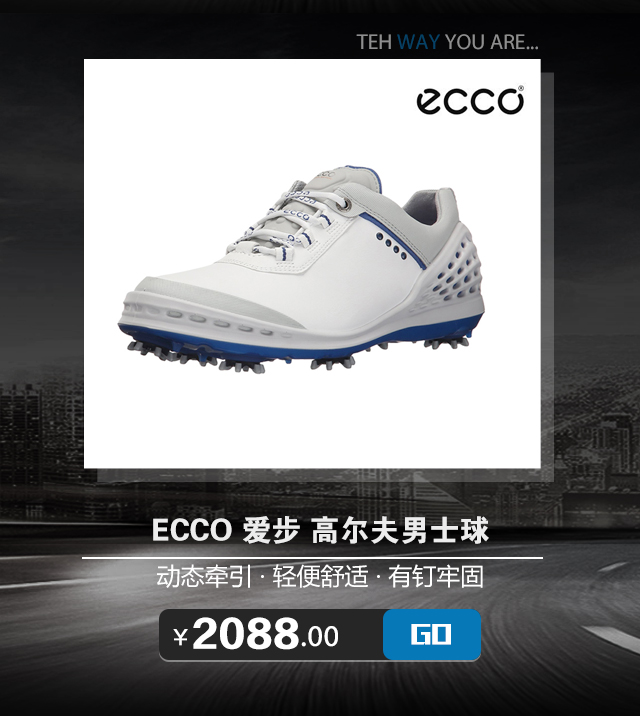 TEH WAY YOU ARE...
ecco®
ecco
ECCO 爱步 高尔夫男士球
动态牵引 · 轻便舒适 · 有钉牢固
¥2088.00 GO